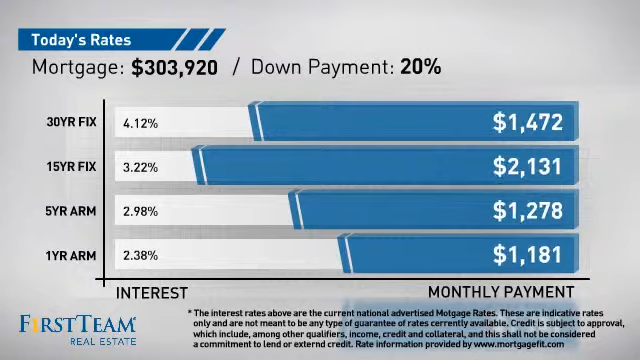 Today's Rates
Mortgage: $303,920 / Down Payment: 20%
30YR FIX 4.12% $1,472
15YR FIX 3.22% $2,131
5YR ARM 2.98% $1,278
1YR ARM 2.38% $1,181
INTEREST MONTHLY PAYMENT
FIRSTTEAM®
REAL ESTATE
* The interest rates above are the current national advertised Motgage Rates. These are indicative rates
only and are not meant to be any type of guarantee of rates cerrently available. Credit is subject to approval,
which include, among other qualifiers, income, credit and collateral, and this shall not be considered
a commitment to lend or externd credit. Rate information provided by www.mortgagefit.com